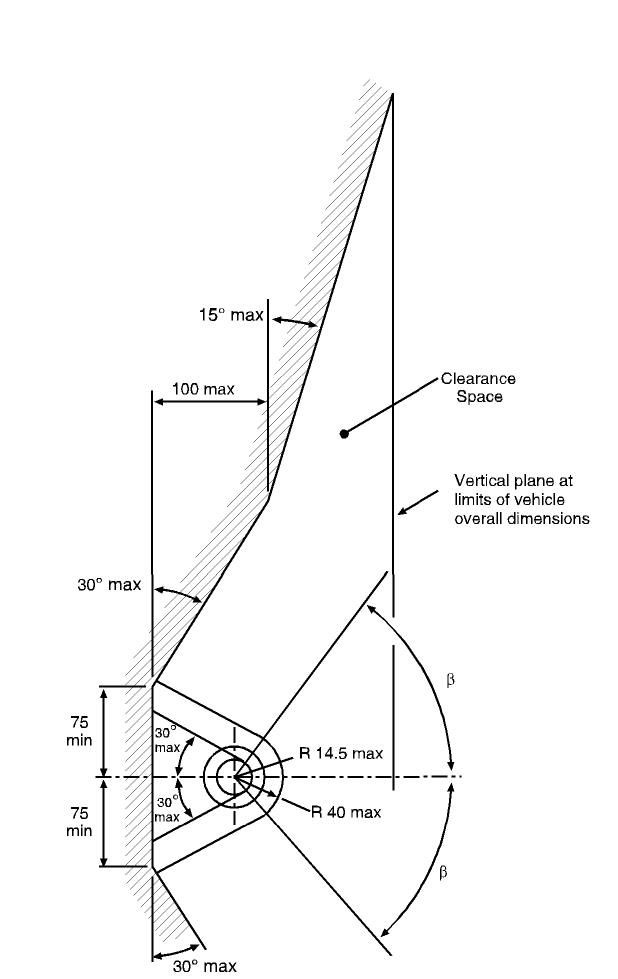 15° max
100 max
Clearance
Space
Vertical plane at
limits of vehicle
overall dimensions
30° max
β
75
min
30°
max
R 14.5 max
30°
max
R 40 max
75
min
β
30° max